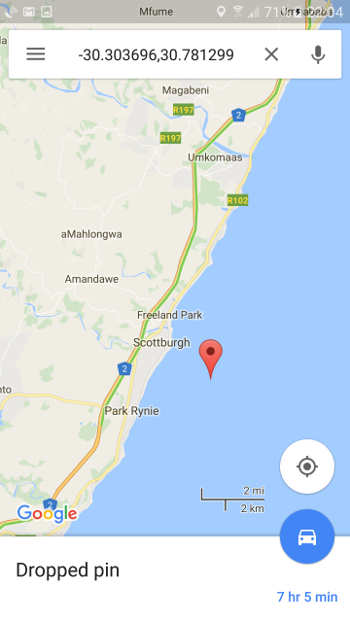 Mfume
-30.303696,30.781299
Magabeni
R197
2
R197
Umkomaas
R102
aMahlongwa
Amandawe
Freeland Park
Scottburgh
2
Park Rynie
2
Google
2 mi
2 km
Dropped pin
7 hr 5 min